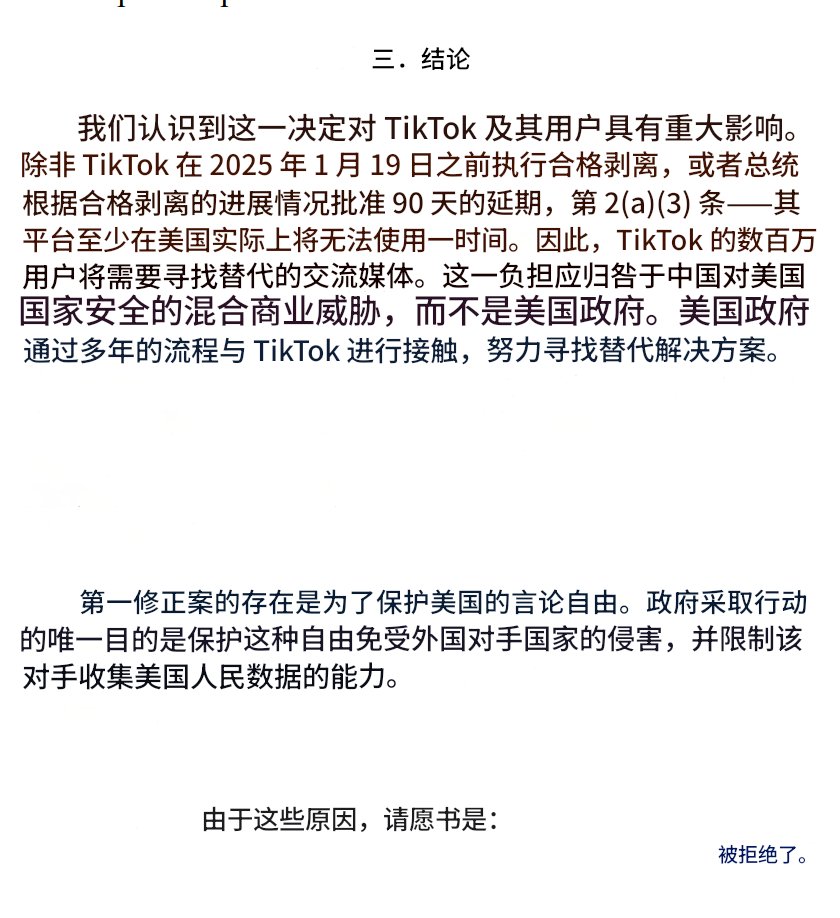 三．结论
我们认识到这一决定对 TikTok 及其用户具有重大影响。
除非 TikTok 在 2025 年 1 月 19 日之前执行合格剥离，或者总统
根据合格剥离的进展情况批准 90 天的延期，第 2(a)(3) 条——其
平台至少在美国实际上将无法使用一时间。因此，TikTok 的数百万
用户将需要寻找替代的交流媒体。这一负担应归咎于中国对美国
国家安全的混合商业威胁，而不是美国政府。美国政府
通过多年的流程与 TikTok 进行接触，努力寻找替代解决方案。
第一修正案的存在是为了保护美国的言论自由。政府采取行动
的唯一目的是保护这种自由免受外国对手国家的侵害，并限制该
对手收集美国人民数据的能力。
由于这些原因，请愿书是：
被拒绝了。